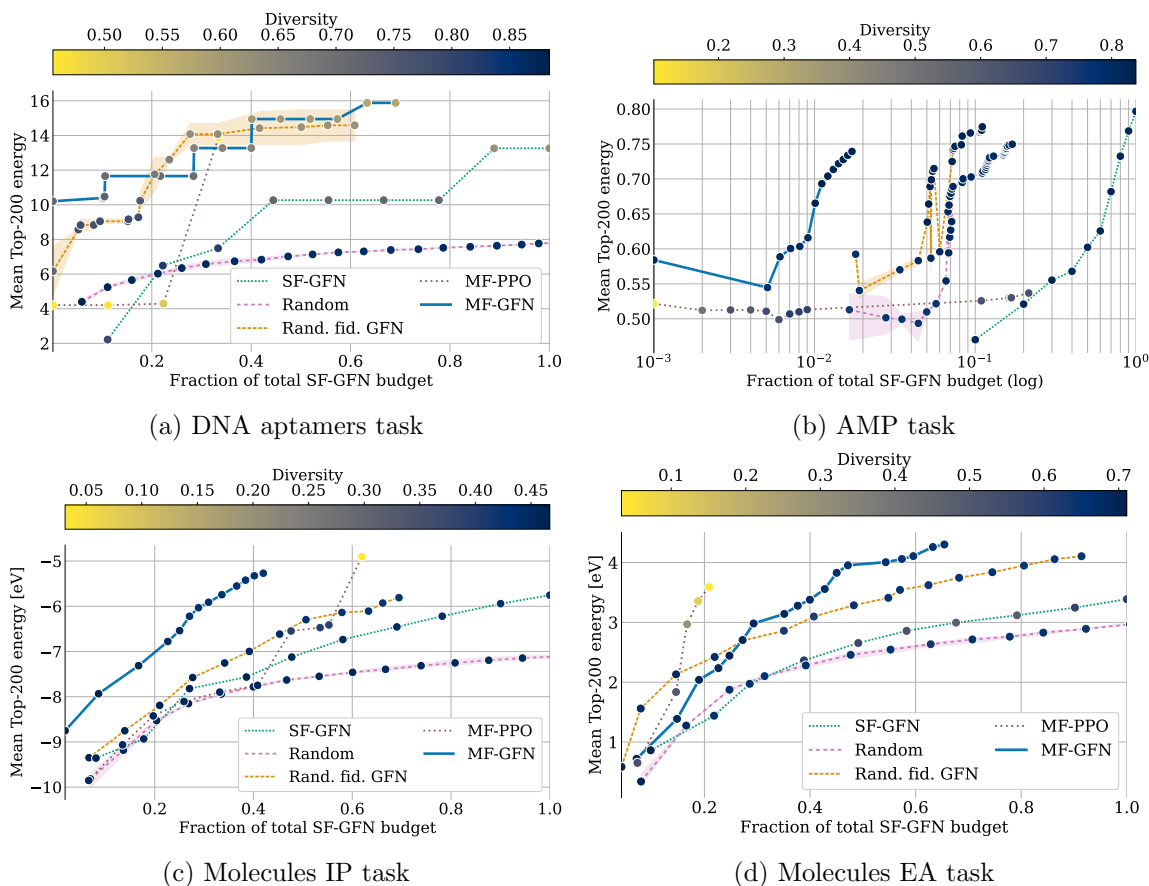 Diversity
0.50 0.55 0.60 0.65 0.70 0.75 0.80 0.85
Mean Top-200 energy
16
14
12
10
8
6
4
2
0.2 0.4 0.6 0.8 1.0
Fraction of total SF-GFN budget
SF-GFN
Random
Rand. fid. GFN
MF-PPO
MF-GFN
(a) DNA aptamers task
Diversity
0.2 0.3 0.4 0.5 0.6 0.7 0.8
Mean Top-200 energy
0.80
0.75
0.70
0.65
0.60
0.55
0.50
10−3 10−2 10−1 100
Fraction of total SF-GFN budget (log)
(b) AMP task
Diversity
0.05 0.10 0.15 0.20 0.25 0.30 0.35 0.40 0.45
Mean Top-200 energy [eV]
−5
−6
−7
−8
−9
−10
0.2 0.4 0.6 0.8 1.0
Fraction of total SF-GFN budget
SF-GFN
Random
Rand. fid. GFN
MF-PPO
MF-GFN
(c) Molecules IP task
Diversity
0.1 0.2 0.3 0.4 0.5 0.6 0.7
Mean Top-200 energy [eV]
4
3
2
1
0.2 0.4 0.6 0.8 1.0
Fraction of total SF-GFN budget
SF-GFN
Random
Rand. fid. GFN
MF-PPO
MF-GFN
(d) Molecules EA task